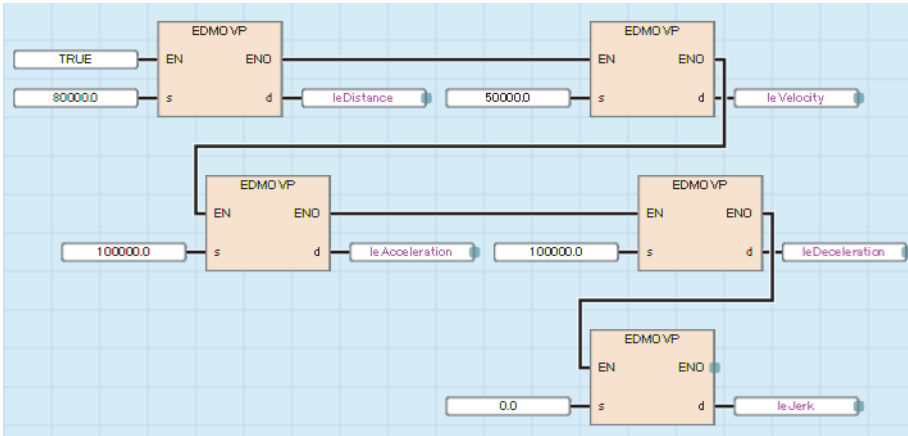 EDMOVP EDMOVP
TRUE EN ENO EN ENO
80000.0 s d leDistance 50000.0 s d leVelocity
EDMOVP EDMOVP
EN ENO EN ENO
100000.0 s d leAcceleration 100000.0 s d leDeceleration
EDMOVP
EN ENO
0.0 s d leJerk